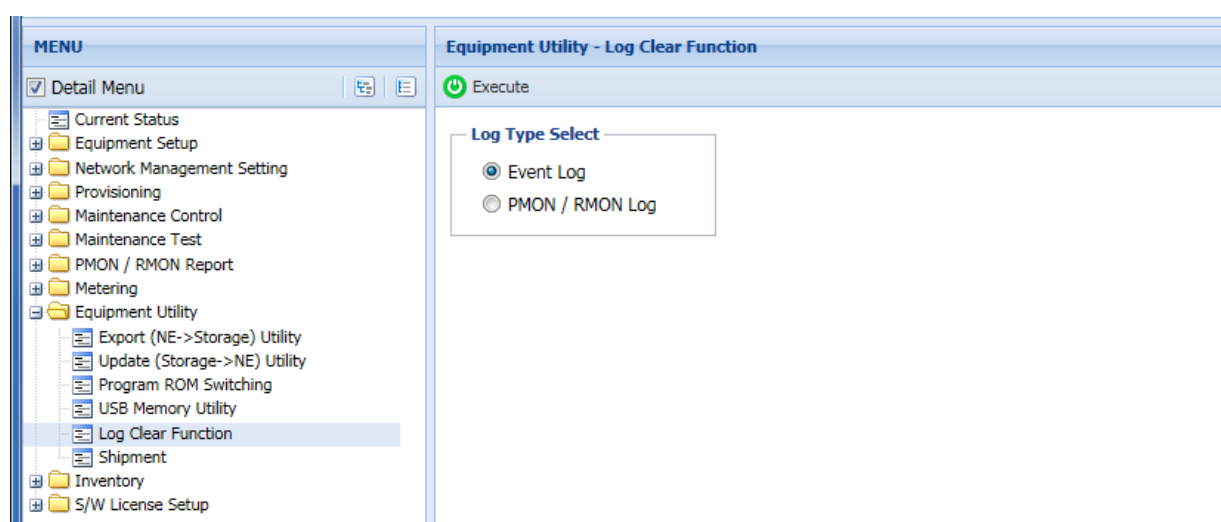 MENU
Detail Menu
Current Status
Equipment Setup
Network Management Setting
Provisioning
Maintenance Control
Maintenance Test
PMON / RMON Report
Metering
Equipment Utility
Export (NE->Storage) Utility
Update (Storage->NE) Utility
Program ROM Switching
USB Memory Utility
Log Clear Function
Shipment
Inventory
S/W License Setup
Equipment Utility - Log Clear Function
Execute
Log Type Select
Event Log
PMON / RMON Log